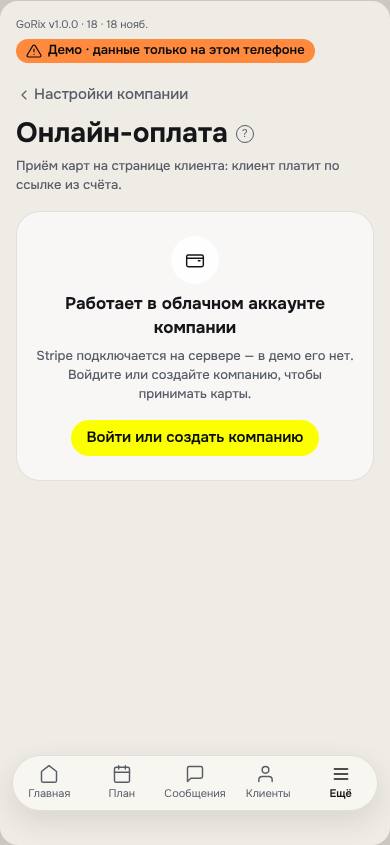 GoRix v1.0.0 · 18 · 18 нояб.
Демо · данные только на этом телефоне
Настройки компании
Онлайн-оплата ?
Приём карт на странице клиента: клиент платит по
ссылке из счёта.
Работает в облачном аккаунте
компании
Stripe подключается на сервере — в демо его нет.
Войдите или создайте компанию, чтобы
принимать карты.
Войти или создать компанию
Главная План Сообщения Клиенты Ещё